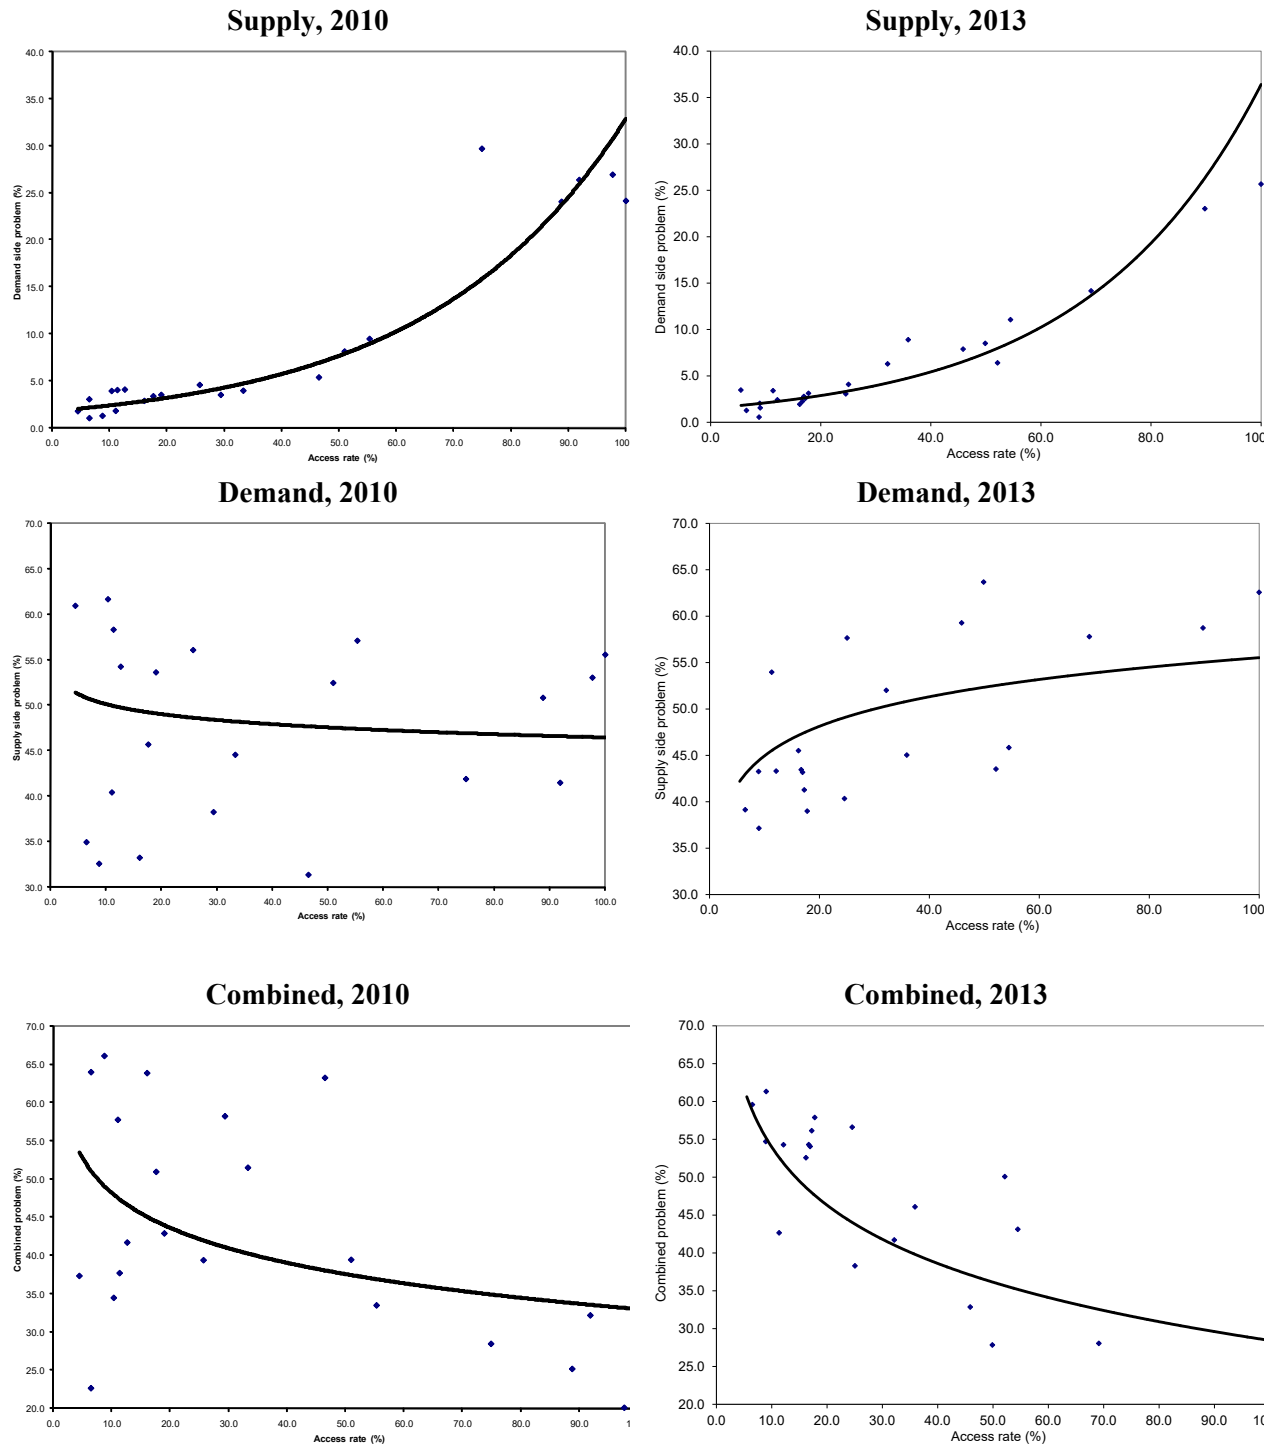 Supply, 2010
40.0
35.0
30.0
25.0
20.0
15.0
10.0
5.0
0.0
Demand side problem (%)
0.0 10.0 20.0 30.0 40.0 50.0 60.0 70.0 80.0 90.0 100
Access rate (%)
Supply, 2013
40.0
35.0
30.0
25.0
20.0
15.0
10.0
5.0
0.0
Demand side problem (%)
0.0 20.0 40.0 60.0 80.0 100.
Access rate (%)
Demand, 2010
70.0
65.0
60.0
55.0
50.0
45.0
40.0
35.0
30.0
Supply side problem (%)
0.0 10.0 20.0 30.0 40.0 50.0 60.0 70.0 80.0 90.0 100.0
Access rate (%)
Demand, 2013
70.0
65.0
60.0
55.0
50.0
45.0
40.0
35.0
30.0
Supply side problem (%)
0.0 20.0 40.0 60.0 80.0 100
Access rate (%)
Combined, 2010
70.0
65.0
60.0
55.0
50.0
45.0
40.0
35.0
30.0
25.0
20.0
Combined problem (%)
0.0 10.0 20.0 30.0 40.0 50.0 60.0 70.0 80.0 90.0 1
Access rate (%)
Combined, 2013
70.0
65.0
60.0
55.0
50.0
45.0
40.0
35.0
30.0
25.0
20.0
Combined problem (%)
0.0 10.0 20.0 30.0 40.0 50.0 60.0 70.0 80.0 90.0 10
Access rate (%)